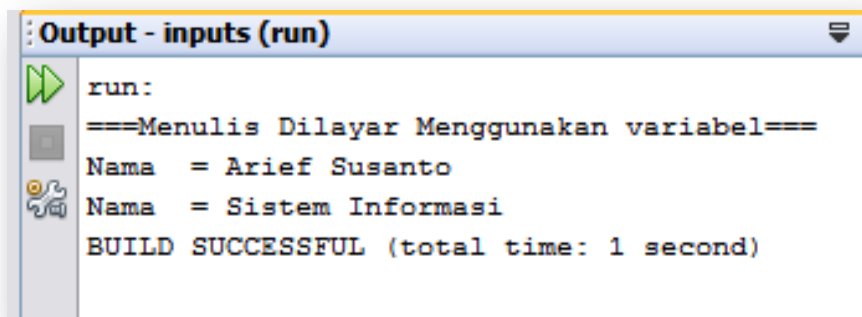 Output - inputs (run)
run:
===Menulis Dilayar Menggunakan variabel===
Nama  = Arief Susanto
Nama  = Sistem Informasi
BUILD SUCCESSFUL (total time: 1 second)